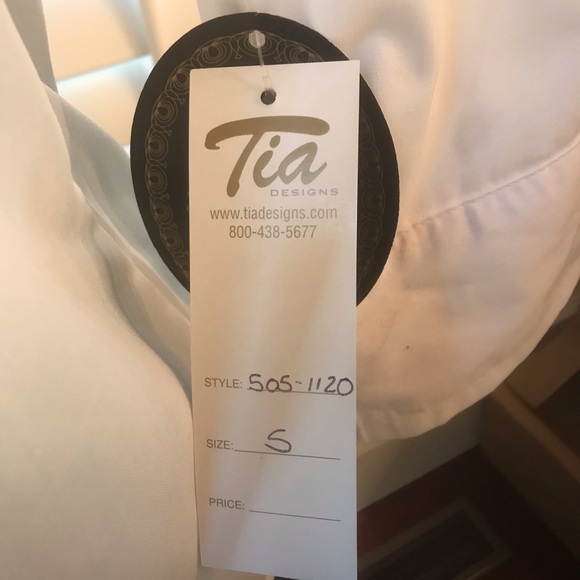 Tia
DESIGNS
www.tiadesigns.com
800-438-5677
STYLE: 505-1120
SIZE: S
PRICE: